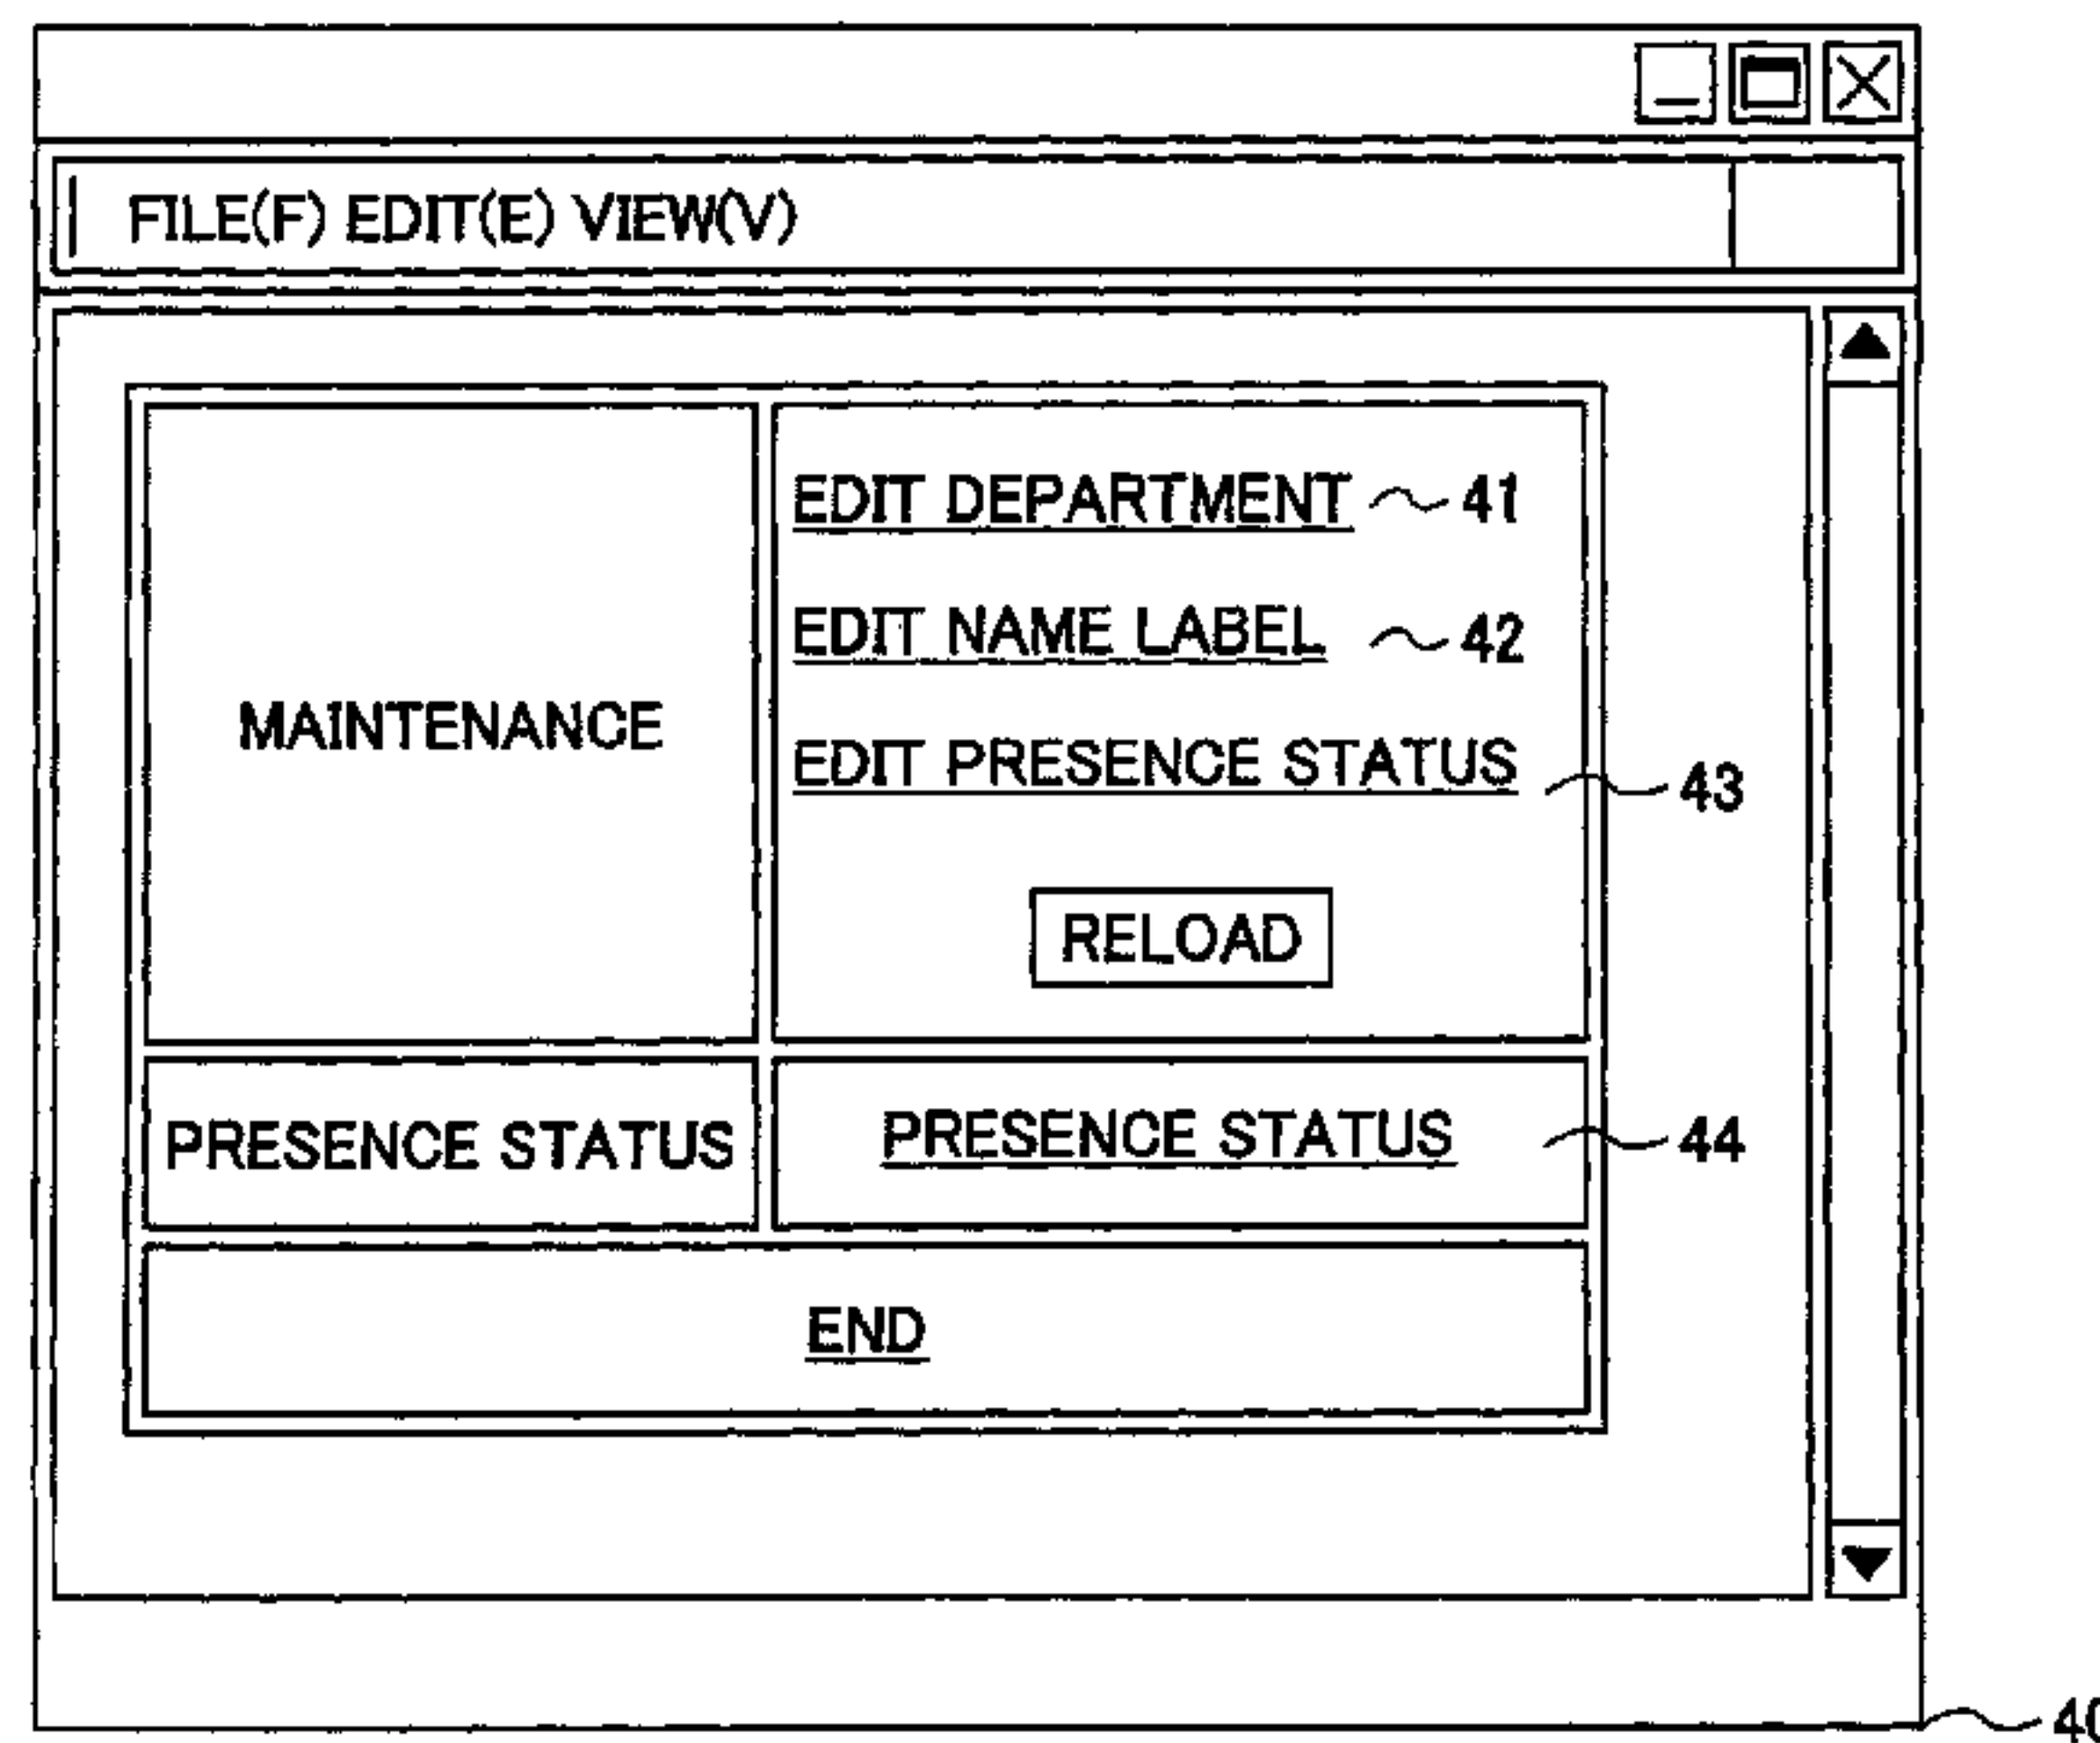 FILE(F) EDIT(E) VIEW(V)
EDIT DEPARTMENT 41
EDIT NAME LABEL 42
MAINTENANCE
EDIT PRESENCE STATUS 43
RELOAD
PRESENCE STATUS PRESENCE STATUS 44
END
40